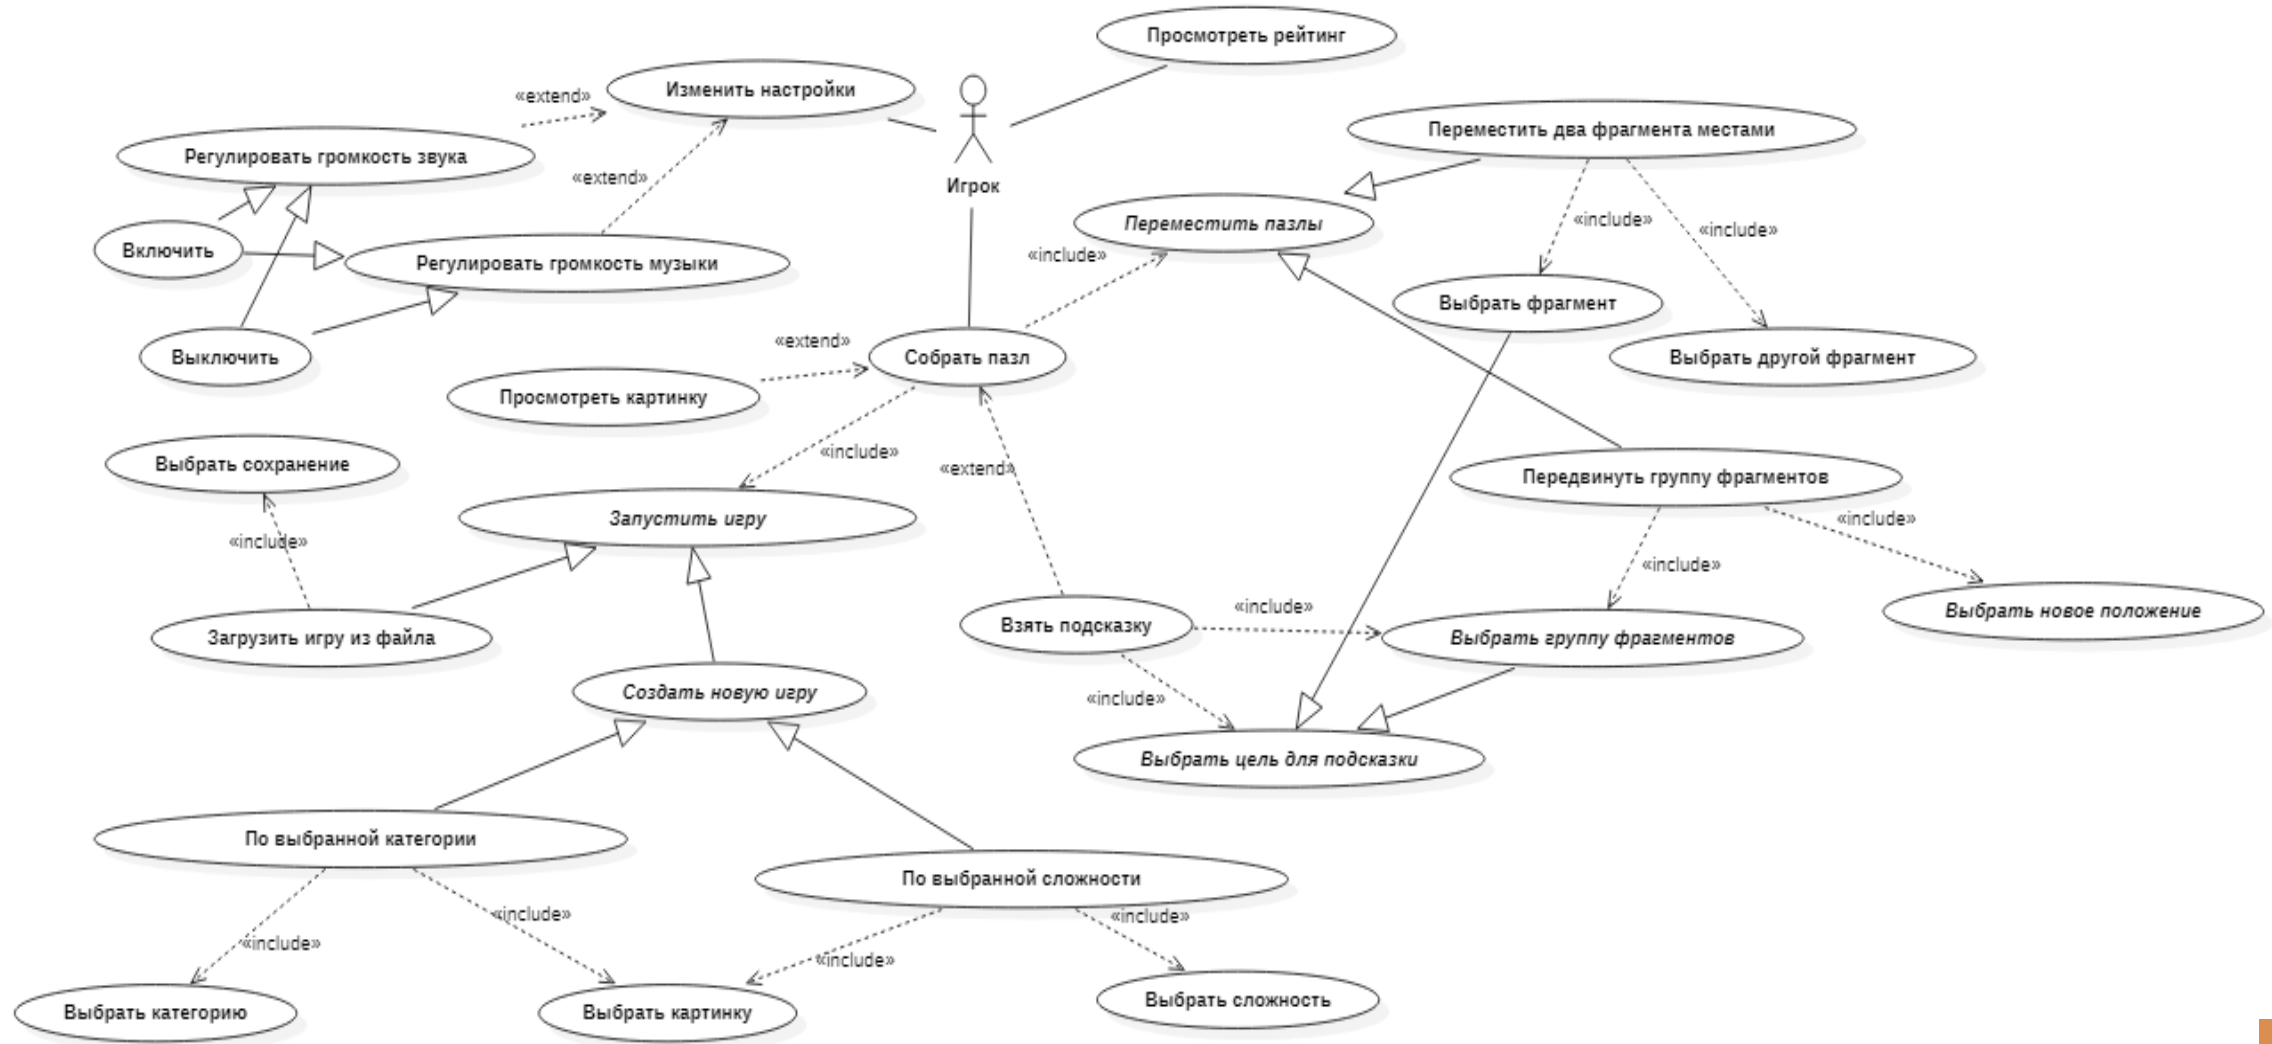 Просмотреть рейтинг
Изменить настройки
«extend»
Переместить два фрагмента местами
Регулировать громкость звука
«extend»
Игрок
«include»
«include»
Переместить пазлы
Включить
«include»
Регулировать громкость музыки
Выбрать фрагмент
«extend»
Собрать пазл
Выключить
Выбрать другой фрагмент
Просмотреть картинку
«include»
Выбрать сохранение
«extend»
Передвинуть группу фрагментов
Запустить игру
«include»
«include»
«include»
«include»
Выбрать новое положение
Взять подсказку
Загрузить игру из файла
Выбрать группу фрагментов
Создать новую игру
«include»
Выбрать цель для подсказки
По выбранной категории
По выбранной сложности
«include»
«include»
«include»
«include»
Выбрать категорию
Выбрать картинку
Выбрать сложность